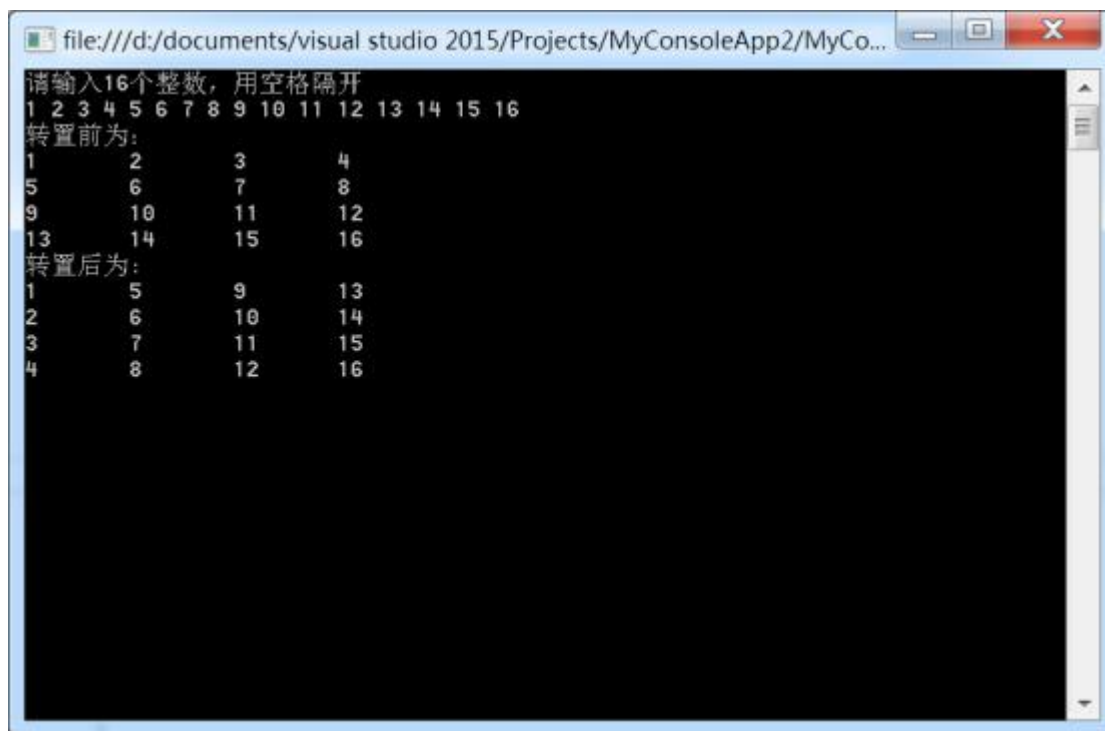 file:///d:/documents/visual studio 2015/Projects/MyConsoleApp2/MyCo...
请输入16个整数，用空格隔开
1 2 3 4 5 6 7 8 9 10 11 12 13 14 15 16
转置前为：
1 2 3 4
5 6 7 8
9 10 11 12
13 14 15 16
转置后为：
1 5 9 13
2 6 10 14
3 7 11 15
4 8 12 16